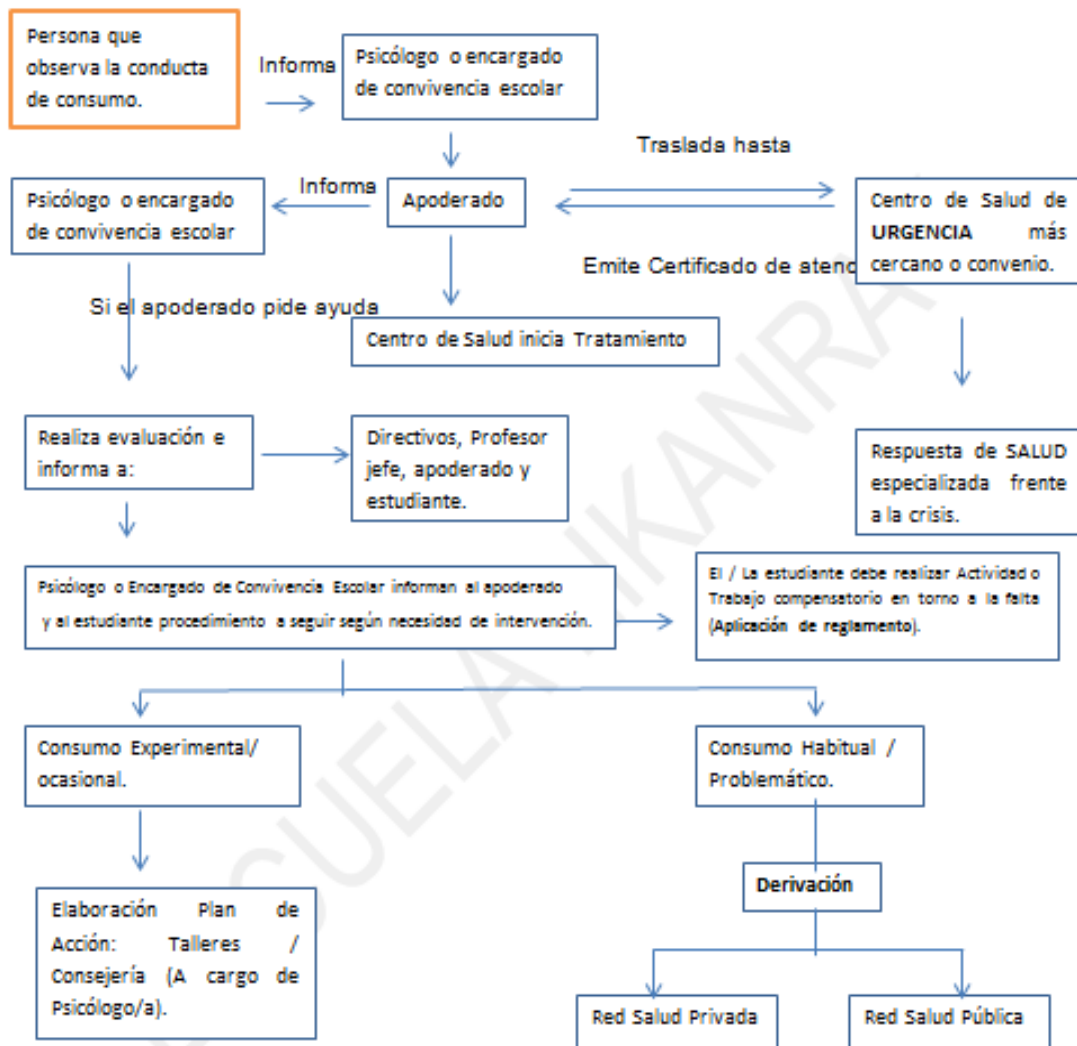 Persona que
observa la conducta
de consumo.
Informa
Psicólogo o encargado
de convivencia escolar
Traslada hasta
Psicólogo o encargado
de convivencia escolar
Informa
Apoderado
Centro de Salud de
URGENCIA más
cercano o convenio.
Emite Certificado de atenc
Si el apoderado pide ayuda
Centro de Salud inicia Tratamiento
Realiza evaluación e
informa a:
Directivos, Profesor
jefe, apoderado y
estudiante.
Respuesta de SALUD
especializada frente
a la crisis.
Psicólogo o Encargado de Convivencia Escolar informan al apoderado
y al estudiante procedimiento a seguir según necesidad de intervención.
El / La estudiante debe realizar Actividad o
Trabajo compensatorio en torno a la falta
(Aplicación de reglamento).
Consumo Experimental/
ocasional.
Consumo Habitual /
Problemático.
Derivación
Elaboración Plan de
Acción: Talleres /
Consejería (A cargo de
Psicólogo/a).
Red Salud Privada
Red Salud Pública